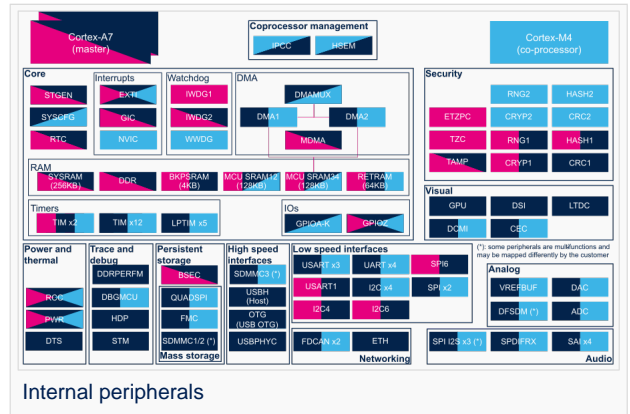 Cortex-A7
(master)
Coprocessor management
IPCC
HSEM
Cortex-M4
(co-processor)
Core
STGEN
SYSCFG
RTC
Interrupts
EXTI
GIC
NVIC
Watchdog
IWDG1
IWDG2
WWDG
DMA
DMAMUX
DMA1
DMA2
MDMA
Security
RNG2
HASH2
ETZPC
CRYP2
CRC2
TZC
RNG1
HASH1
TAMP
CRYP1
CRC1
RAM
SYSRAM
(256KB)
DDR
BKPSRAM
(4KB)
MCU SRAM12
(128KB)
MCU SRAM34
(128KB)
RETRAM
(64KB)
Visual
GPU
DSI
LTDC
DCMI
CEC
Timers
TIM x2
TIM x12
LPTIM x5
IOs
GPIOA-K
GPIOZ
(*): some peripherals are multifunctions and
may be mapped differently by the customer
Power and
thermal
ROC
PWR
DTS
Trace and
debug
DDRPERFM
DBGMCU
HDP
STM
Persistent
storage
BSEC
QUADSPI
FMC
SDMMC1/2 (*)
Mass storage
High speed
interfaces
SDMMC3 (*)
USBH
(Host)
OTG
(USB OTG)
USBPHYC
Low speed interfaces
USART x3
UART x4
SPI6
USART1
I2C x4
SPI x2
I2C4
I2C6
FDCAN x2
ETH
Networking
Analog
VREFBUF
DAC
DFSDM (*)
ADC
SPI I2S x3 (*)
SPDIFRX
SAI x4
Audio
Internal peripherals